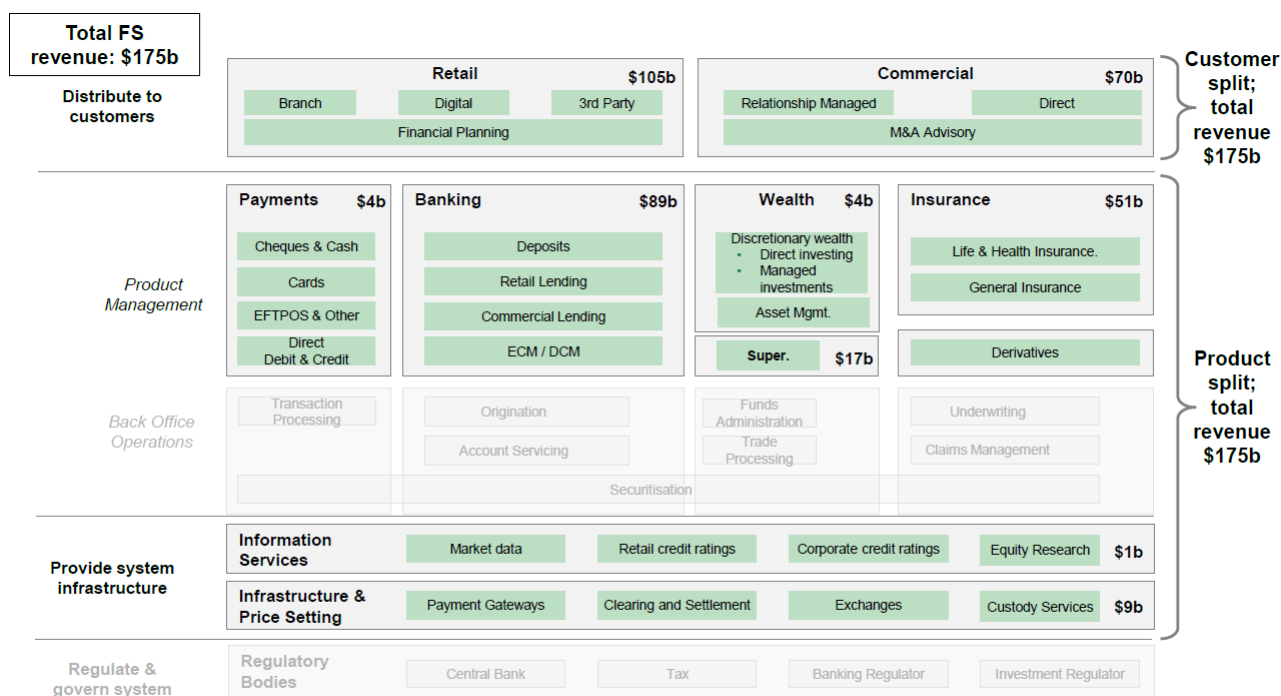 Total FS
revenue: $175b
Distribute to
customers
Retail
$105b
Branch
Digital
3rd Party
Financial Planning
Commercial
$70b
Relationship Managed
Direct
M&A Advisory
Customer
split;
total
revenue
$175b
Product
Management
Payments
$4b
Cheques & Cash
Cards
EFTPOS & Other
Direct
Debit & Credit
Banking
$89b
Deposits
Retail Lending
Commercial Lending
ECM / DCM
Wealth
$4b
Discretionary wealth
• Direct investing
• Managed
investments
Asset Mgmt.
Super.
$17b
Insurance
$51b
Life & Health Insurance.
General Insurance
Derivatives
Product
split;
total
revenue
$175b
Back Office
Operations
Transaction
Processing
Origination
Account Servicing
Funds
Administration
Trade
Processing
Underwriting
Claims Management
Securitisation
Provide system
infrastructure
Information
Services
Market data
Retail credit ratings
Corporate credit ratings
Equity Research
$1b
Infrastructure &
Price Setting
Payment Gateways
Clearing and Settlement
Exchanges
Custody Services
$9b
Regulate &
govern system
Regulatory
Bodies
Central Bank
Tax
Banking Regulator
Investment Regulator